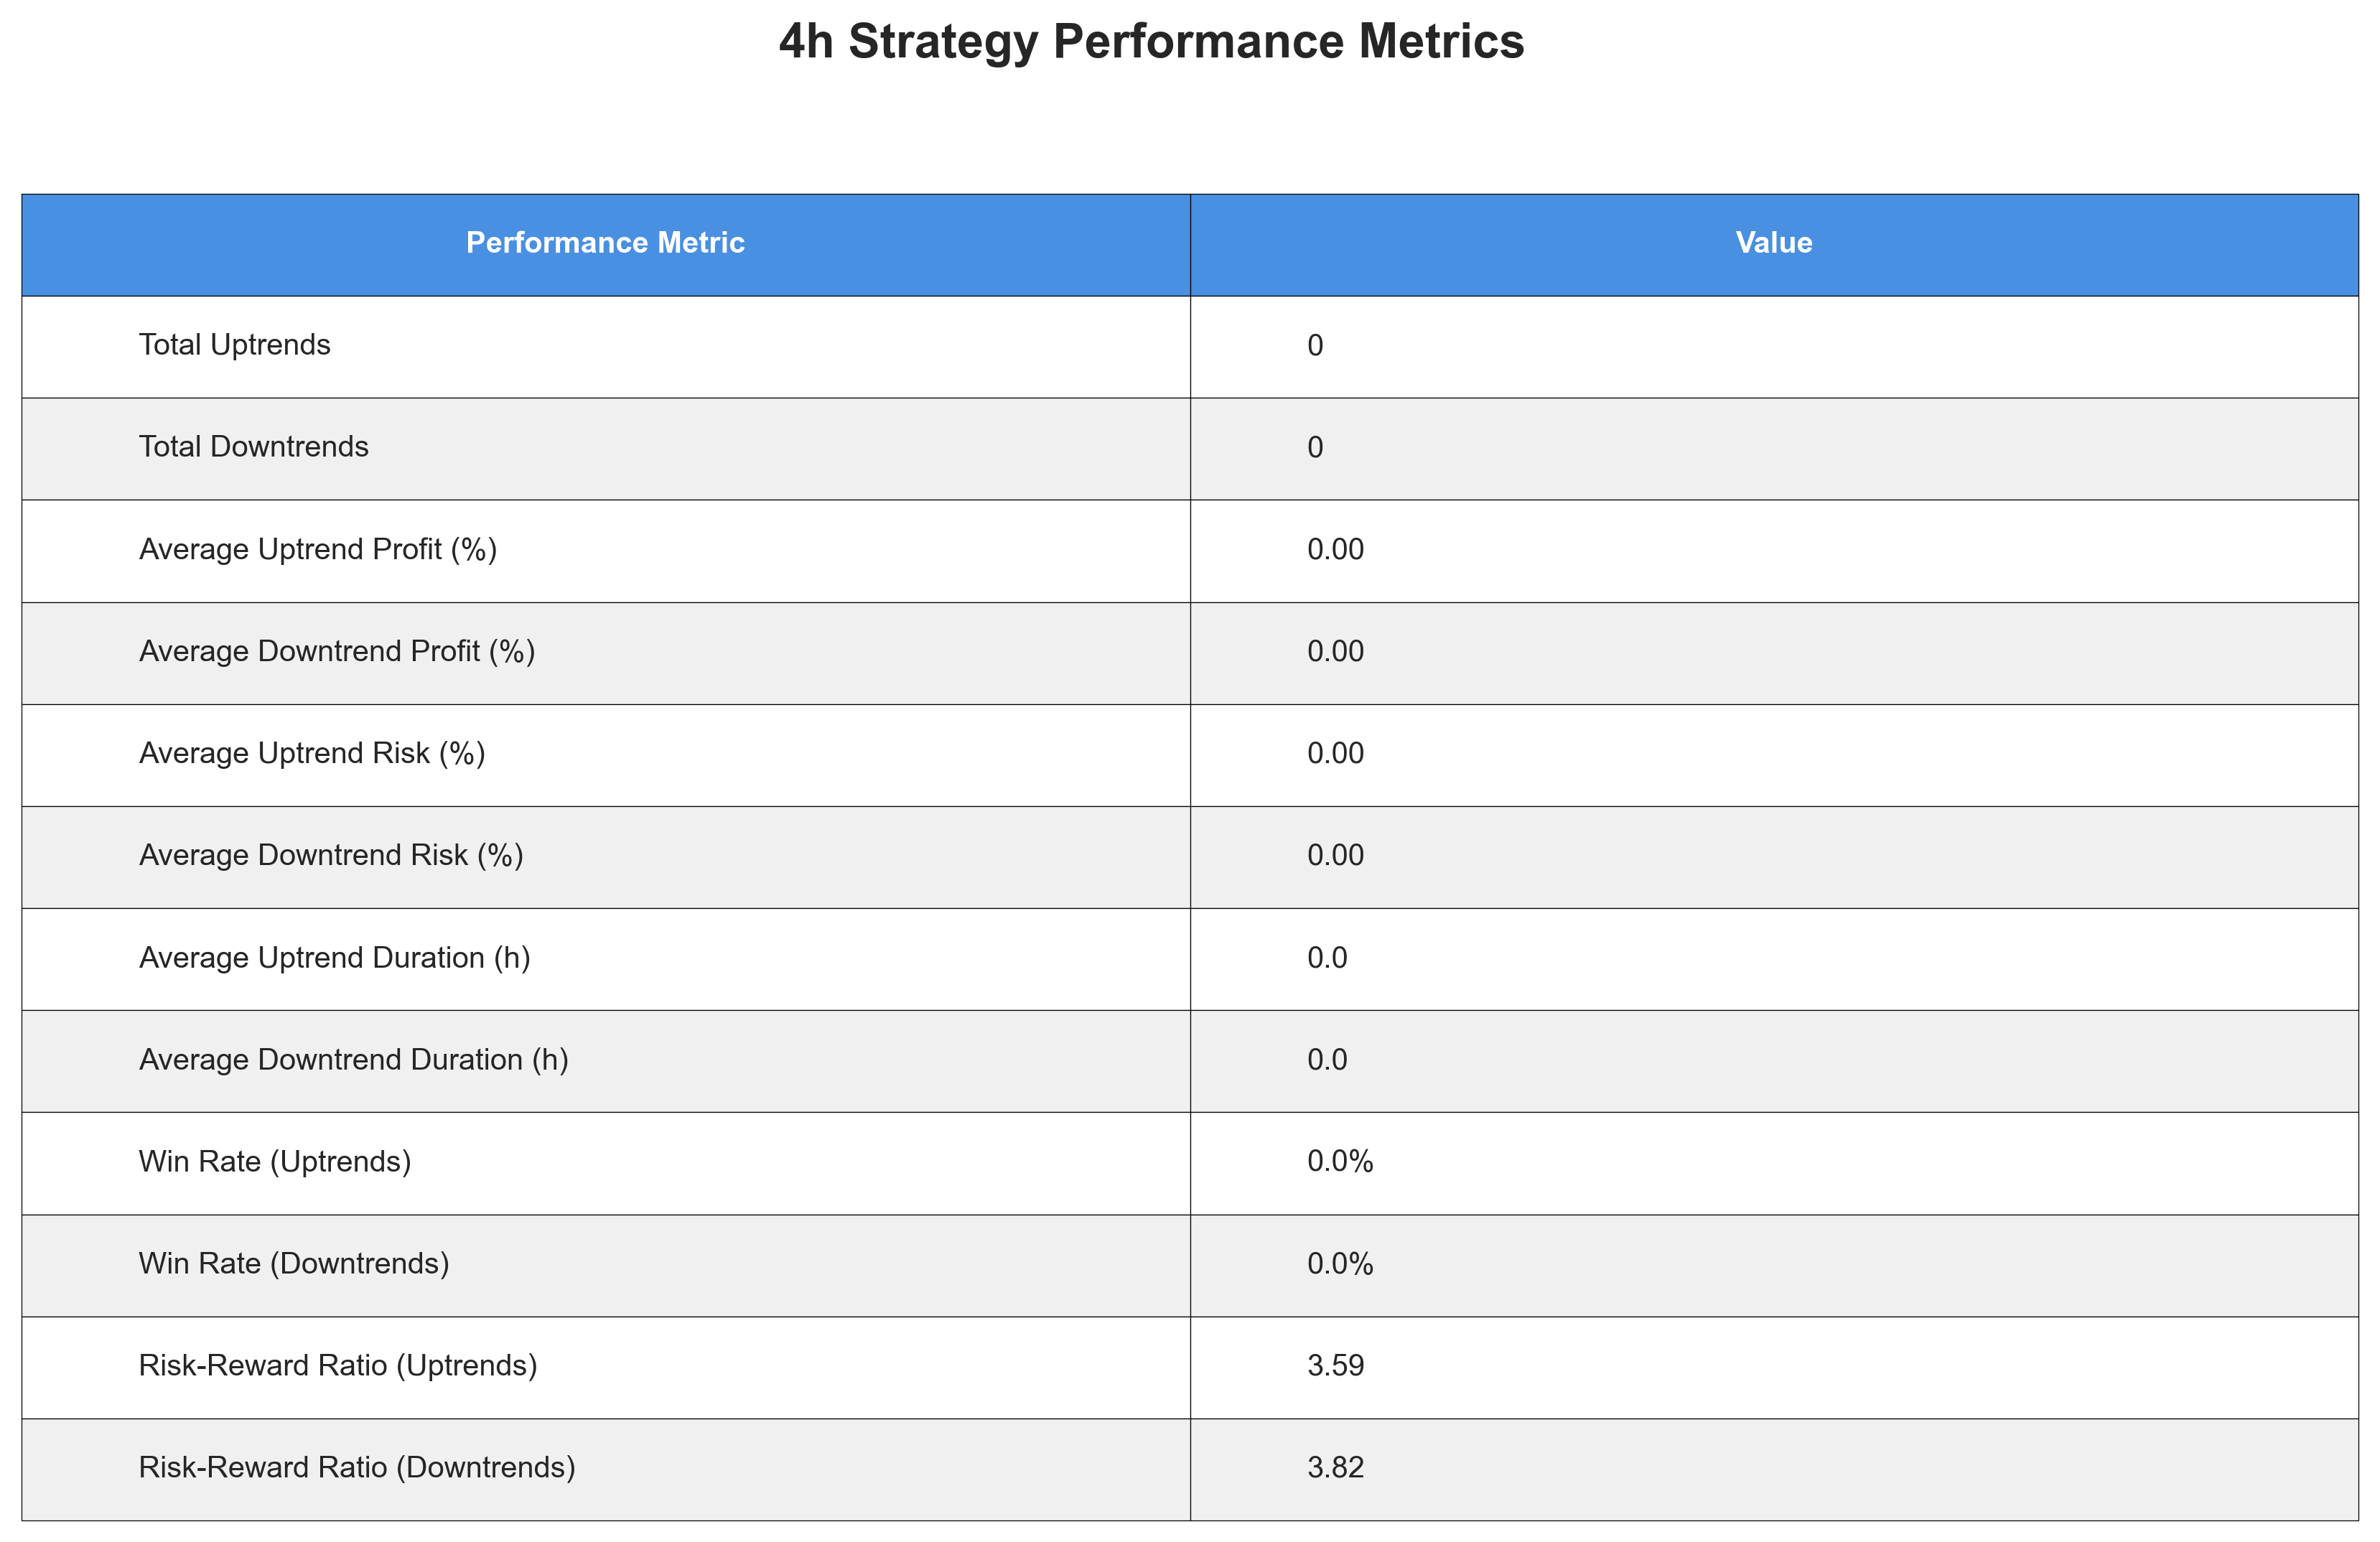 4h Strategy Performance Metrics
Performance Metric Value
Total Uptrends 0
Total Downtrends 0
Average Uptrend Profit (%) 0.00
Average Downtrend Profit (%) 0.00
Average Uptrend Risk (%) 0.00
Average Downtrend Risk (%) 0.00
Average Uptrend Duration (h) 0.0
Average Downtrend Duration (h) 0.0
Win Rate (Uptrends) 0.0%
Win Rate (Downtrends) 0.0%
Risk-Reward Ratio (Uptrends) 3.59
Risk-Reward Ratio (Downtrends) 3.82